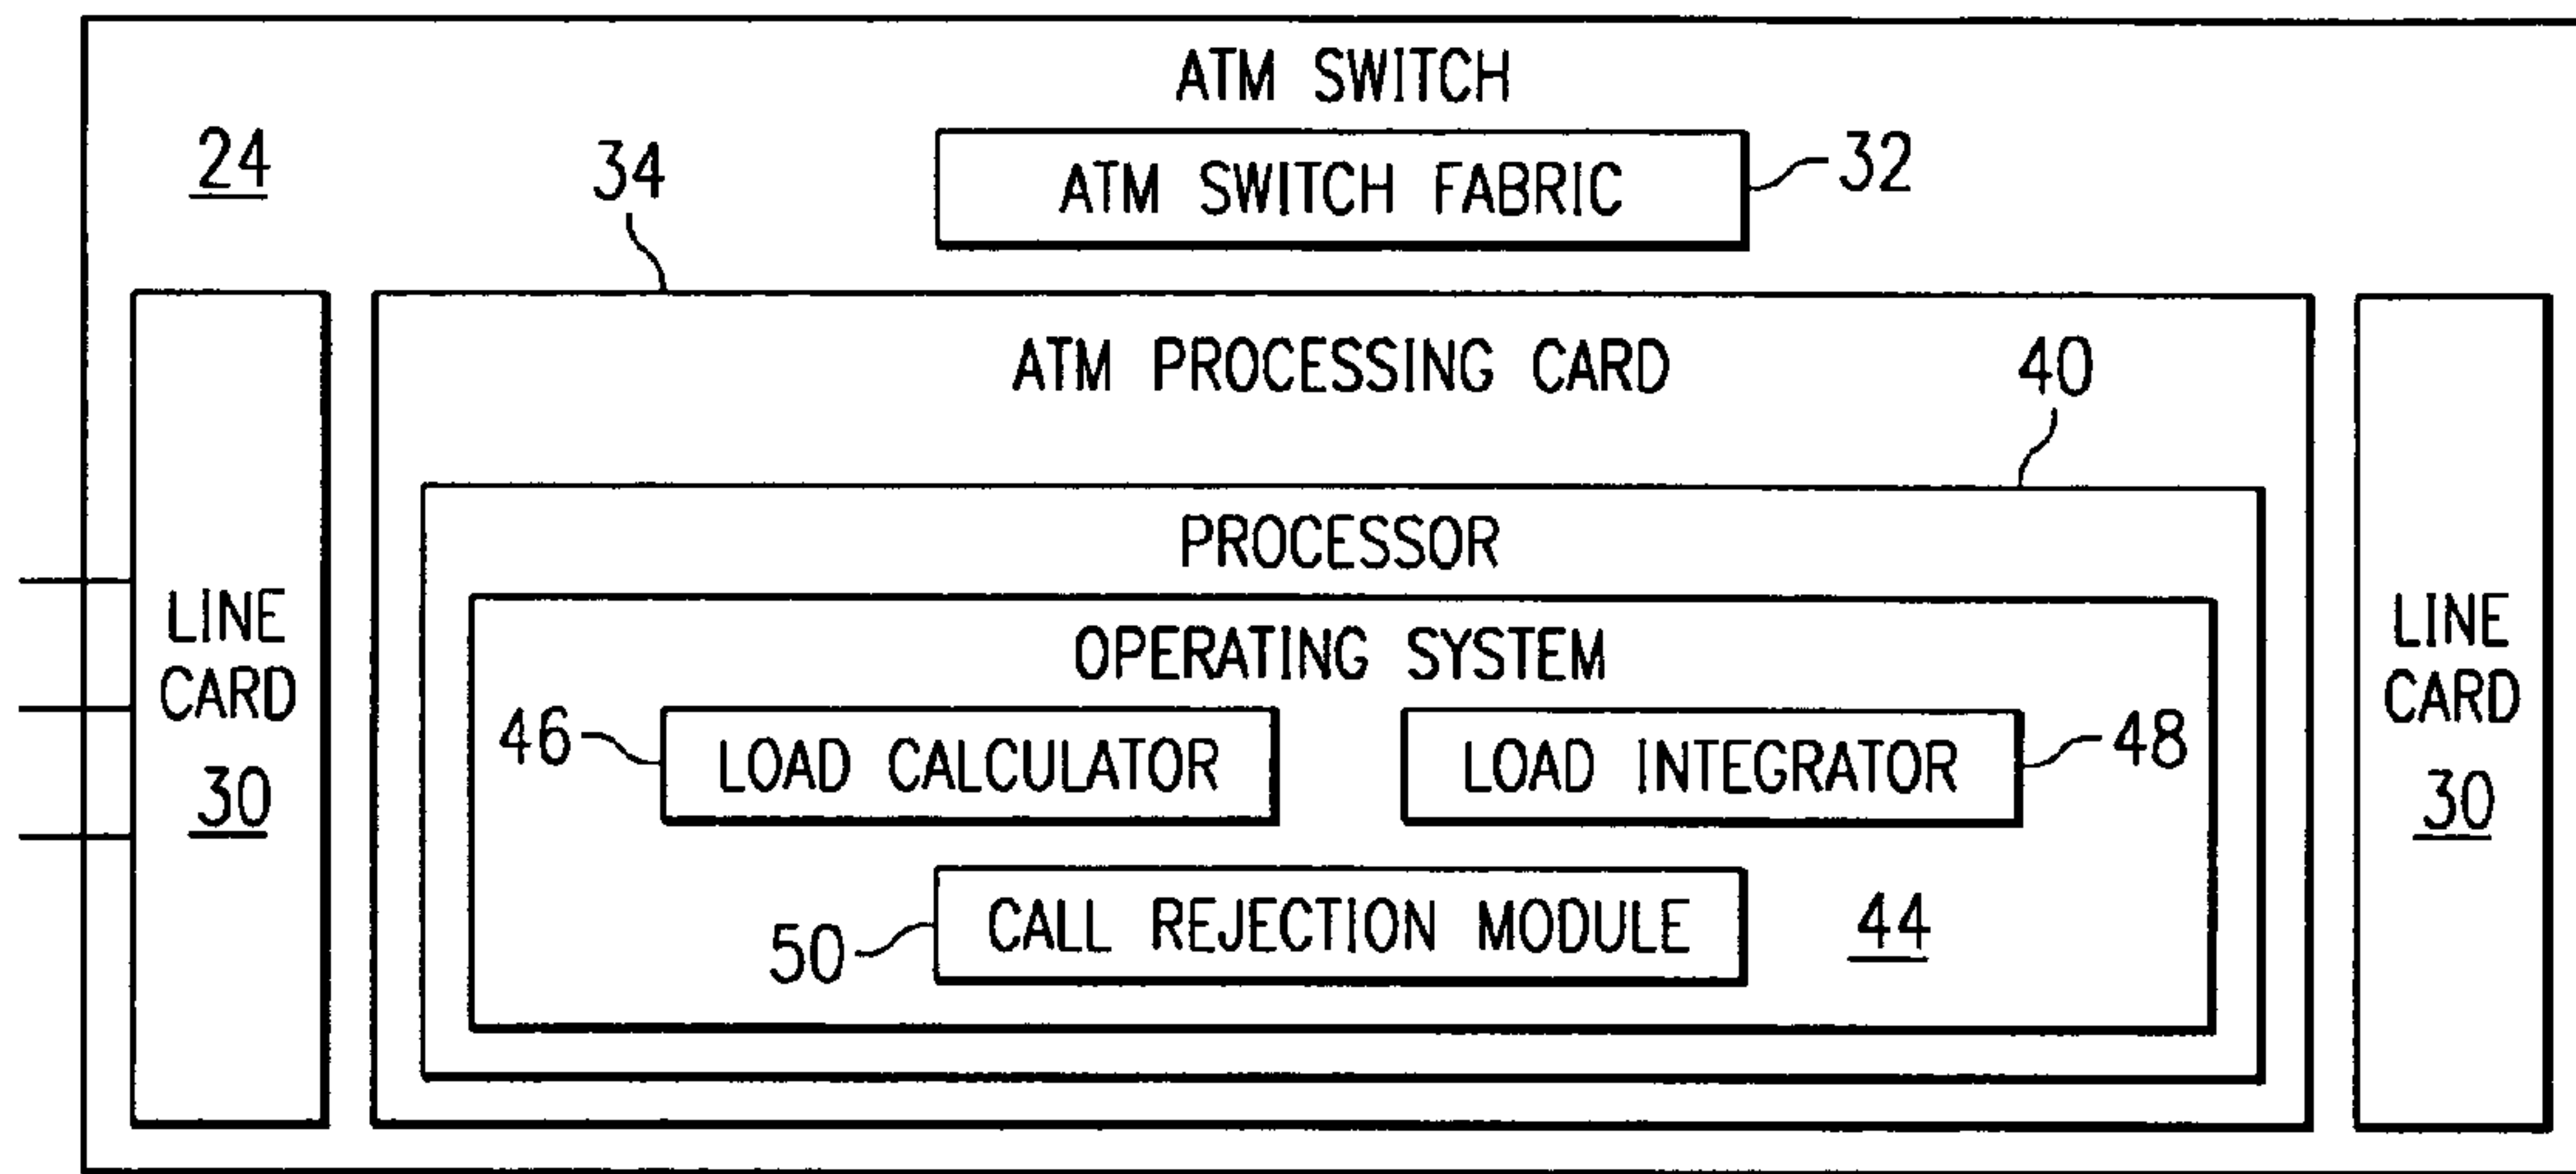 ATM SWITCH
24
34
ATM SWITCH FABRIC
32
ATM PROCESSING CARD
40
PROCESSOR
LINE
CARD
30
OPERATING SYSTEM
46
LOAD CALCULATOR
LOAD INTEGRATOR
48
50
CALL REJECTION MODULE
44
LINE
CARD
30